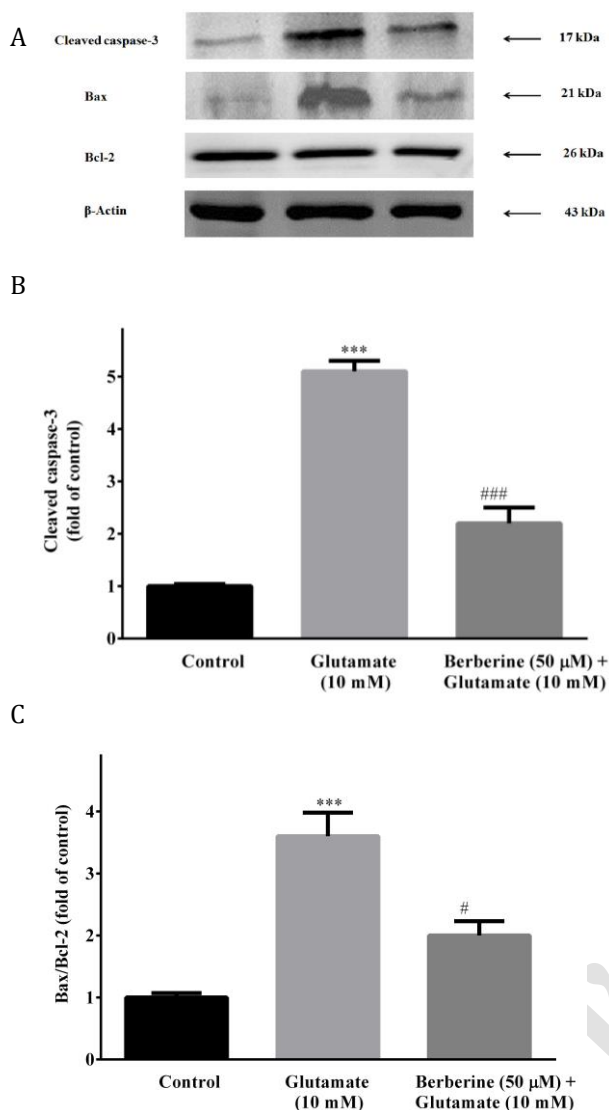 A
Cleaved caspase-3
17 kDa
Bax
21 kDa
Bcl-2
26 kDa
β-Actin
43 kDa
B
Cleaved caspase-3
(fold of control)
5
4
3
2
1
0
***
###
Control
Glutamate
(10 mM)
Berberine (50 μM) +
Glutamate (10 mM)
C
Bax/Bcl-2 (fold of control)
4
3
2
1
0
***
#
Control
Glutamate
(10 mM)
Berberine (50 μM) +
Glutamate (10 mM)